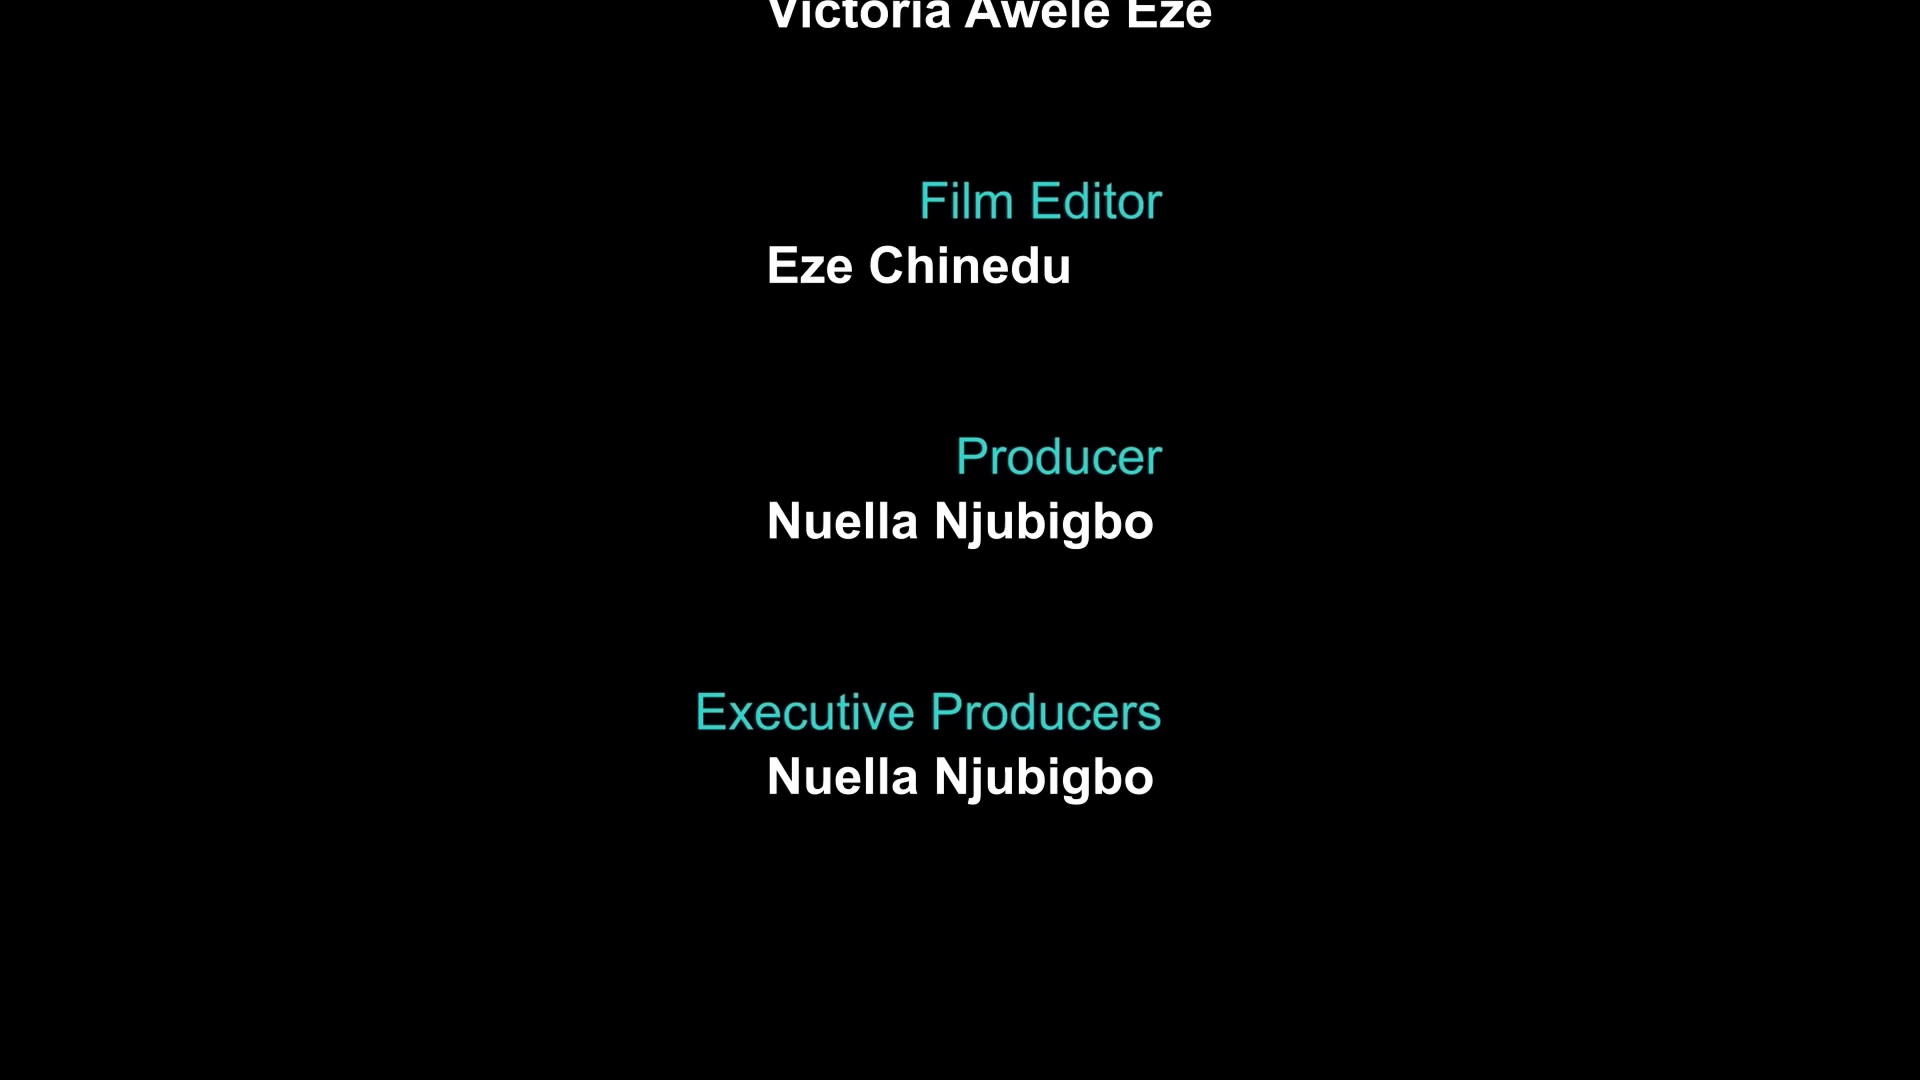 Victoria Awele Eze
Film Editor
Eze Chinedu
Producer
Nuella Njubigbo
Executive Producers
Nuella Njubigbo